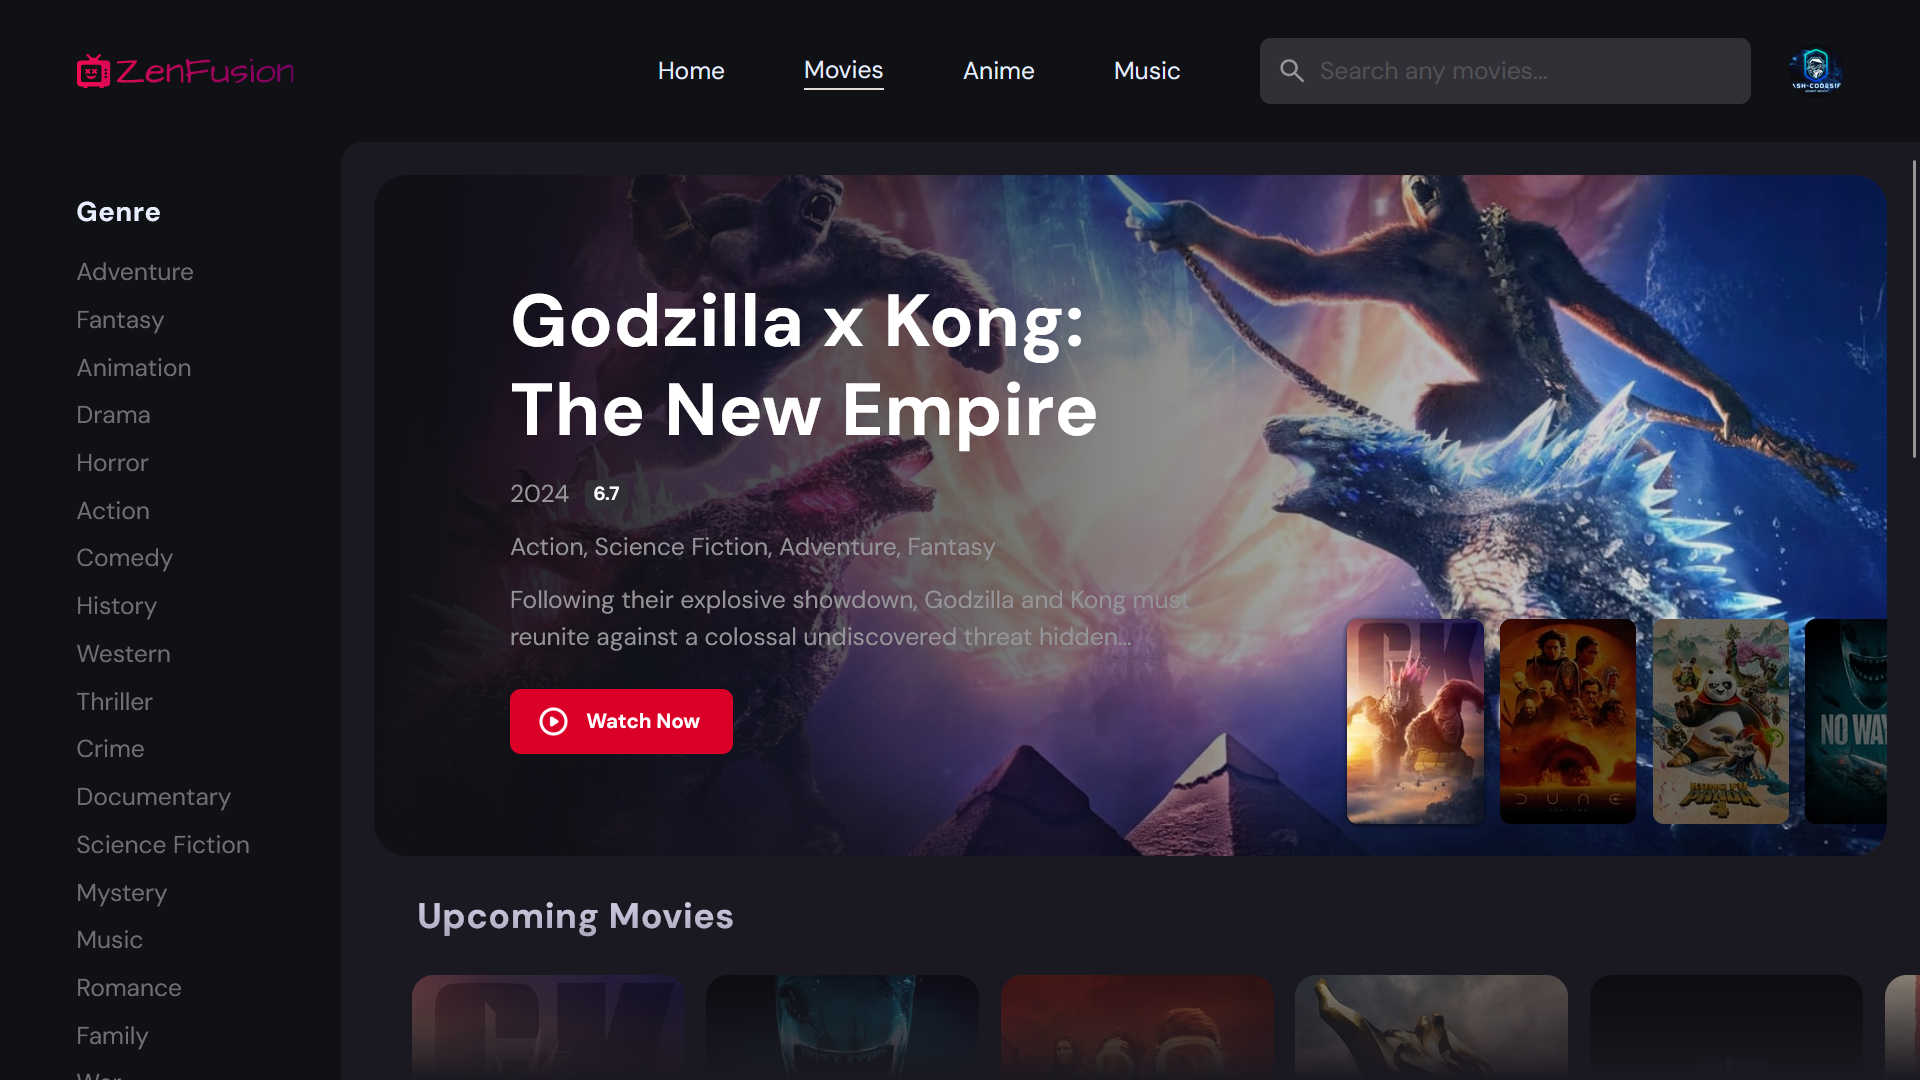 ZenFusion
Home
Movies
Anime
Music
Search any movies...
Genre
Adventure
Fantasy
Animation
Drama
Horror
Action
Comedy
History
Western
Thriller
Crime
Documentary
Science Fiction
Mystery
Music
Romance
Family
Godzilla x Kong:
The New Empire
2024 6.7
Action, Science Fiction, Adventure, Fantasy
Following their explosive showdown, Godzilla and Kong must
reunite against a colossal undiscovered threat hidden...
Watch Now
GK
DUNE
PART TWO
KUNG FU
PANDA
4
NO WAY
Upcoming Movies
GK